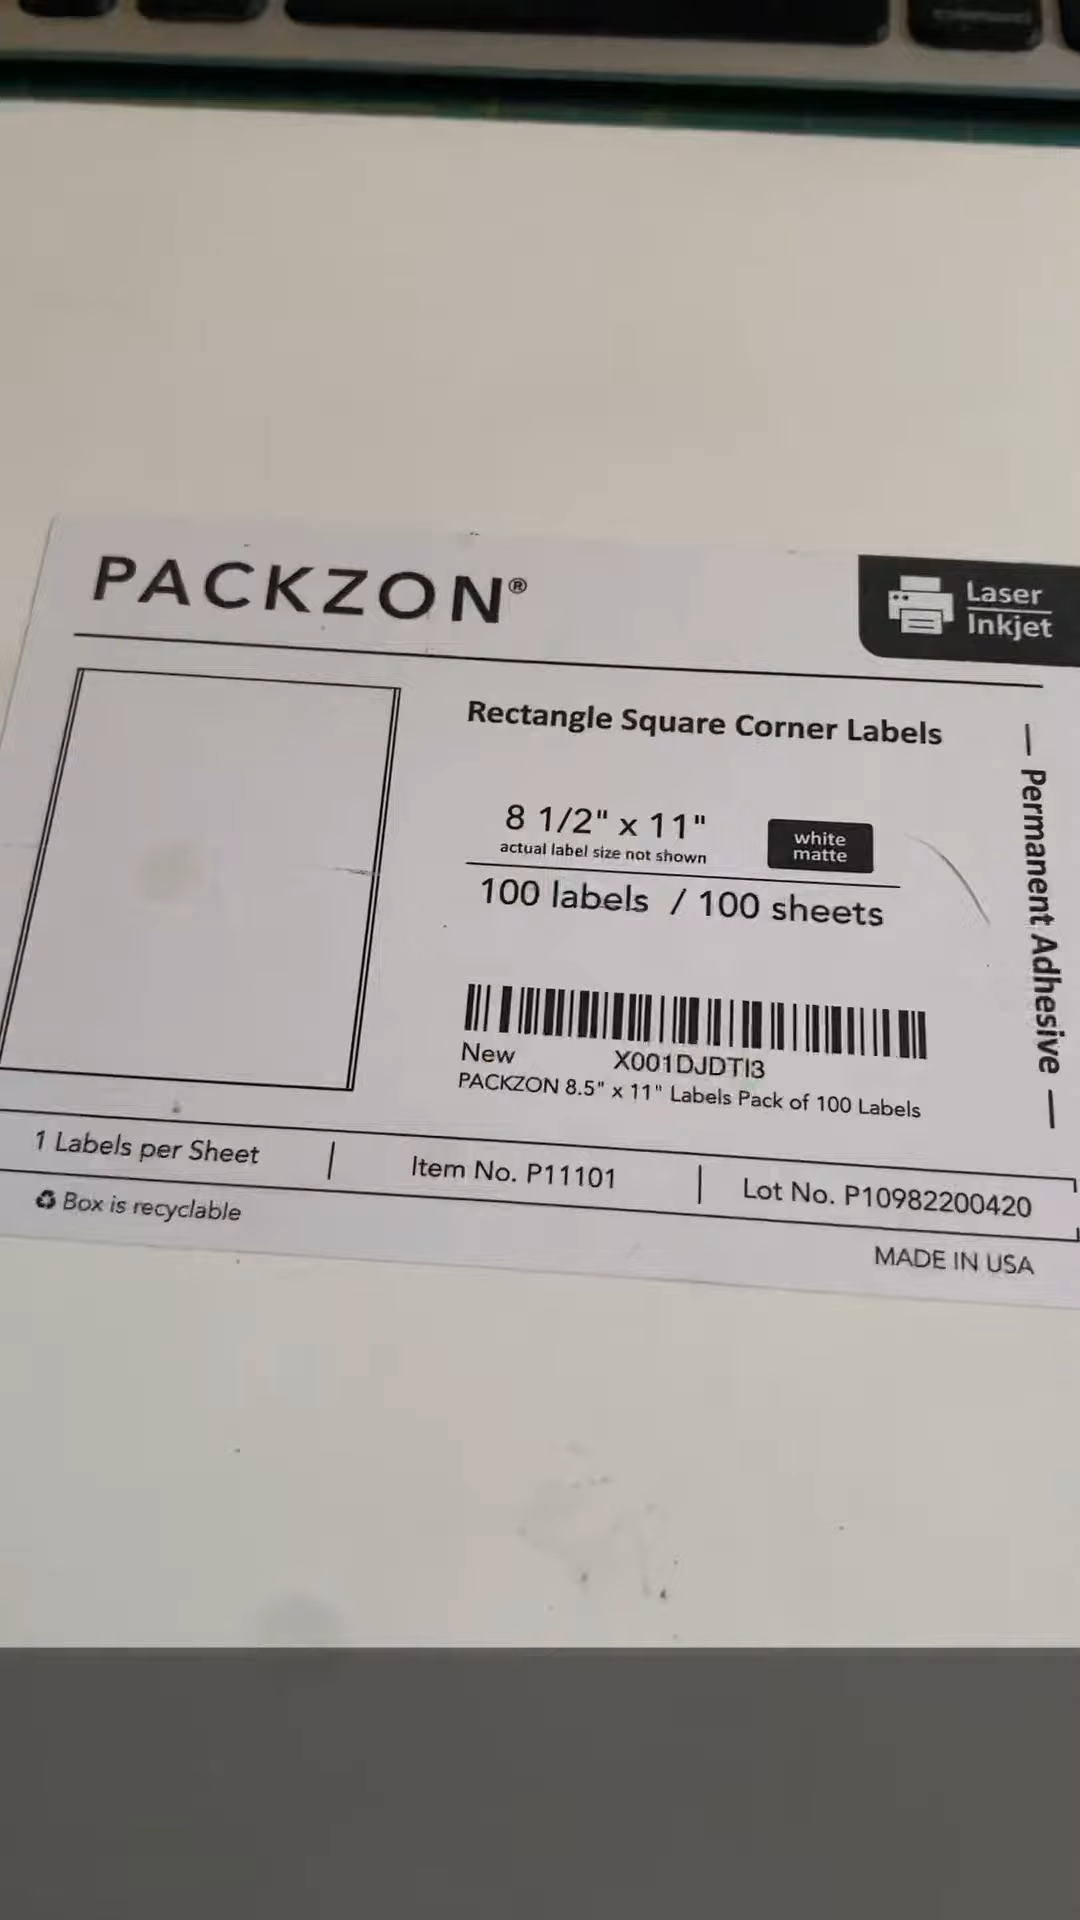 PACKZON®
Laser
Inkjet
Rectangle Square Corner Labels
8 1/2" x 11"
actual label size not shown
white
matte
100 labels / 100 sheets
— Permanent Adhesive —
New X001DJDTI3
PACKZON 8.5" x 11" Labels Pack of 100 Labels
1 Labels per Sheet | Item No. P11101 | Lot No. P10982200420
Box is recyclable
MADE IN USA